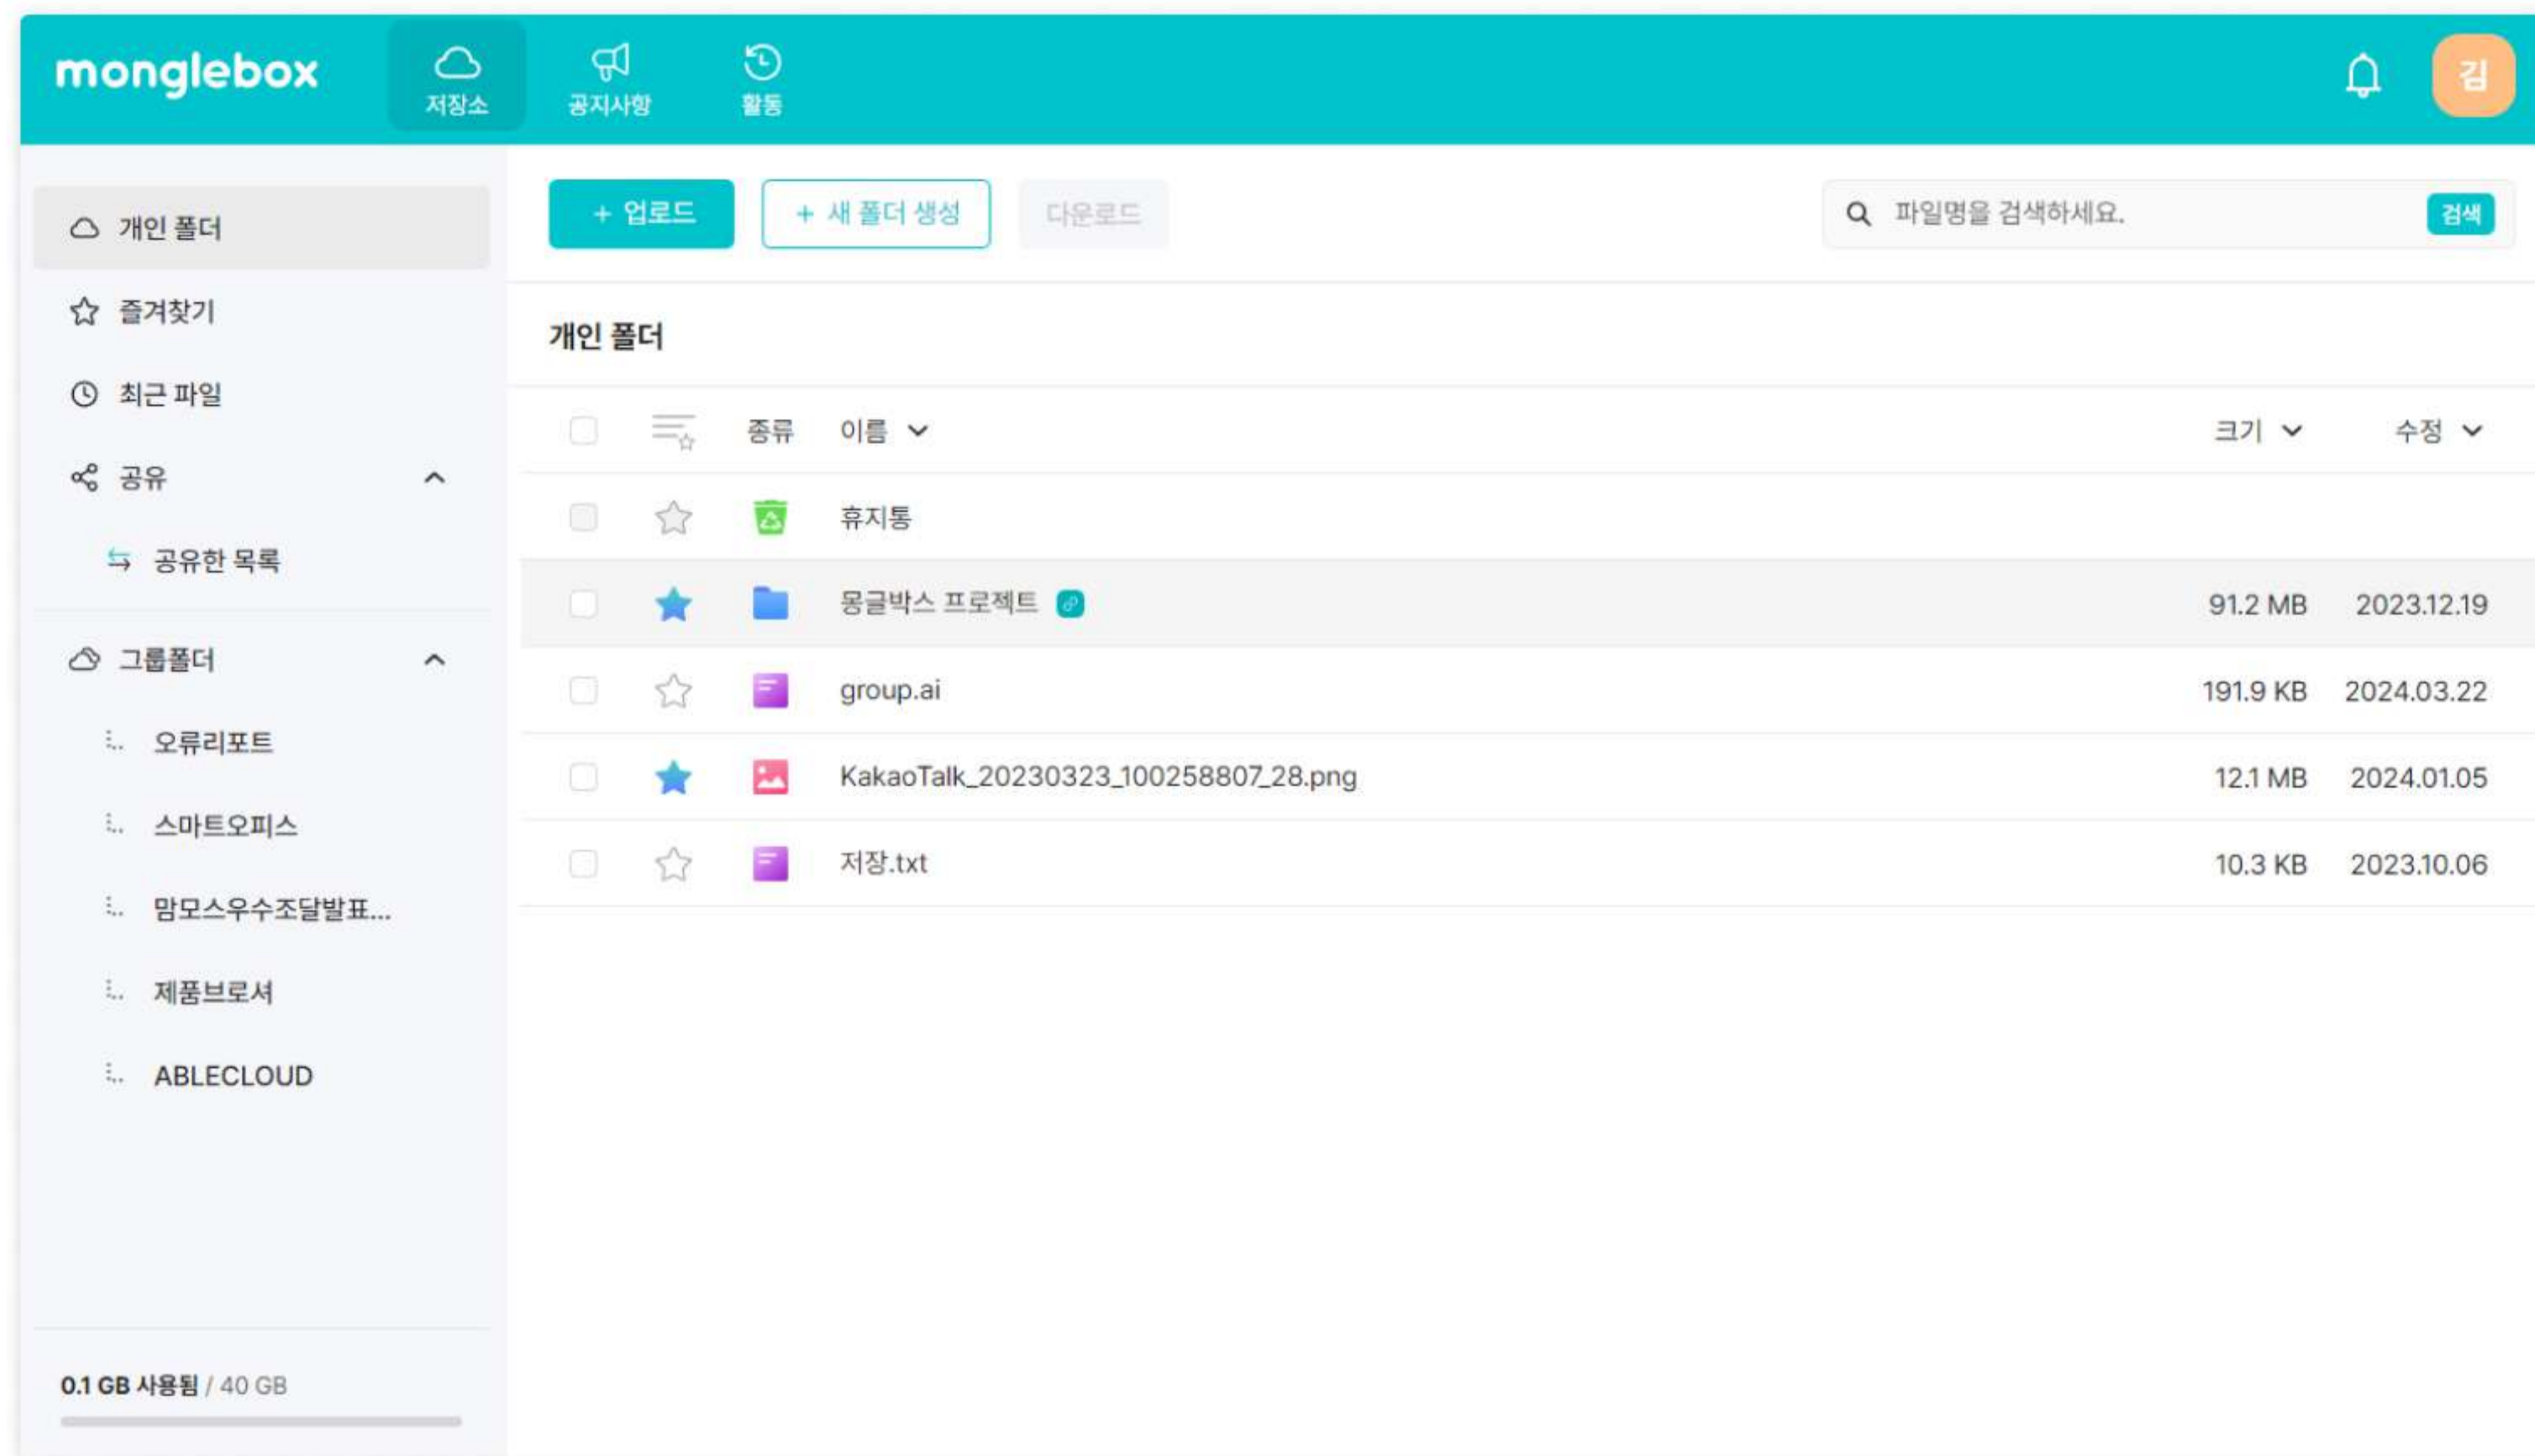 monglebox
저장소
공지사항
활동
김
개인 폴더
즐겨찾기
최근 파일
공유
공유한 목록
그룹폴더
오류리포트
스마트오피스
맘모스우수조달발표...
제품브로셔
ABLECLOUD
0.1 GB 사용됨 / 40 GB
+ 업로드
+ 새 폴더 생성
다운로드
파일명을 검색하세요.
검색
개인 폴더
종류 이름 크기 수정
휴지통
몽글박스 프로젝트 91.2 MB 2023.12.19
group.ai 191.9 KB 2024.03.22
KakaoTalk_20230323_100258807_28.png 12.1 MB 2024.01.05
저장.txt 10.3 KB 2023.10.06